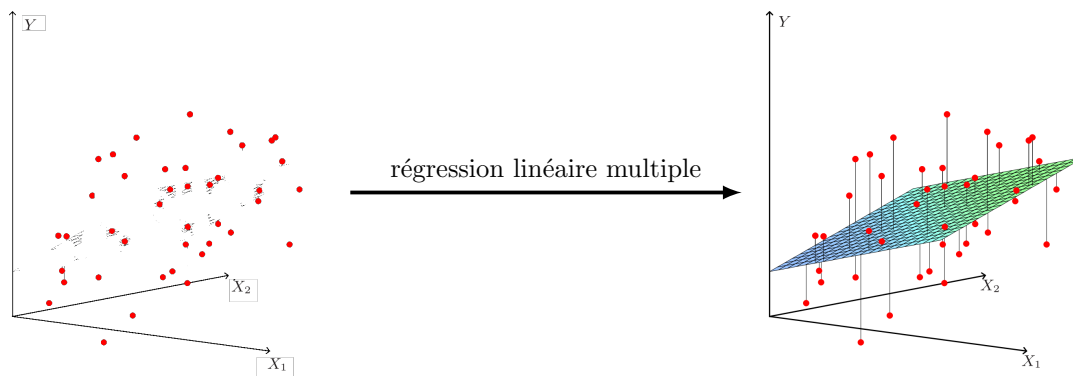 Y
X₂
X₁
régression linéaire multiple
Y
X₂
X₁